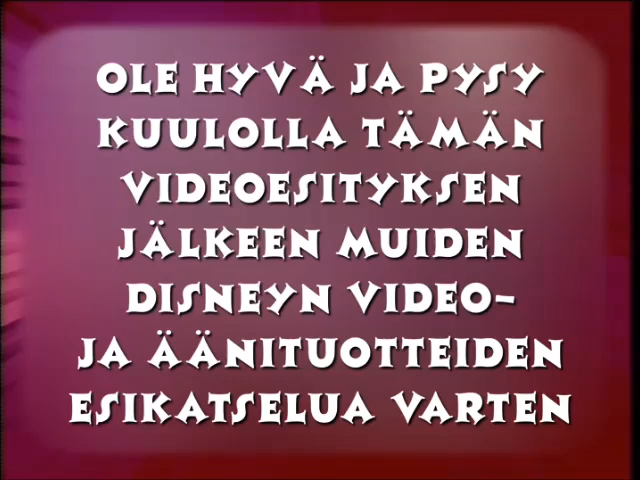 OLE HYVÄ JA PYSY
KUULOLLA TÄMÄN
VIDEOESITYKSEN
JÄLKEEN MUIDEN
DISNEYN VIDEO-
JA ÄÄNITUOTTEIDEN
ESIKATSELUA VARTEN